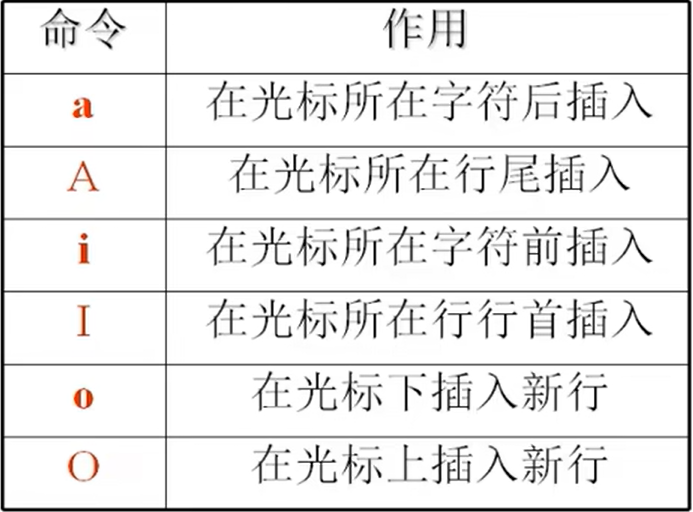 命令 作用
a 在光标所在字符后插入
A 在光标所在行尾插入
i 在光标所在字符前插入
I 在光标所在行行首插入
o 在光标下插入新行
O 在光标上插入新行